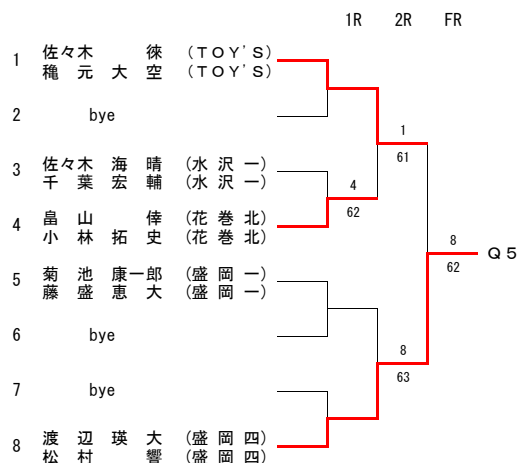 1R 2R FR
1 佐々木 徠 (TOY'S)
穐元大空 (TOY'S)
2 bye
1
61
3 佐々木海晴 (水沢一)
千葉宏輔 (水沢一)
4
62
4 畠山 倖 (花巻北)
小林拓史 (花巻北)
8
62
Q5
5 菊池康一郎 (盛岡一)
藤盛恵大 (盛岡一)
6 bye
8
63
7 bye
8 渡辺瑛大 (盛岡四)
松村 響 (盛岡四)